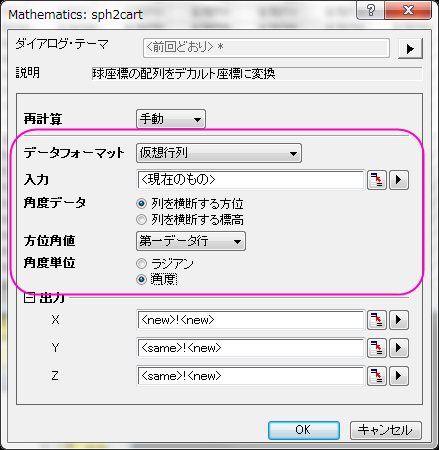 Mathematics: sph2cart
ダイアログ・テーマ <前回どおり> *
説明 球座標の配列をデカルト座標に変換
再計算 手動
データフォーマット 仮想行列
入力 <現在のもの>
角度データ 列を横断する方位
列を横断する標高
方位角値 第一データ行
角度単位 ラジアン
角度
出力
X <new>!<new>
Y <same>!<new>
Z <same>!<new>
OK キャンセル